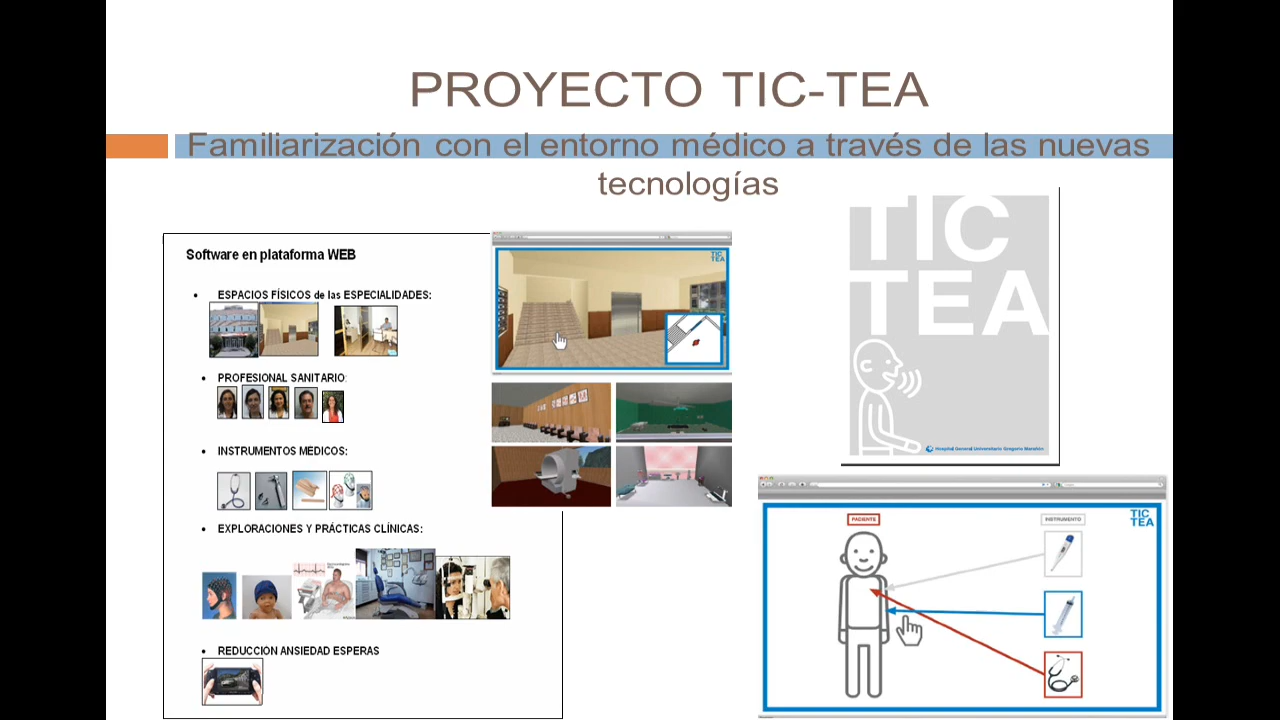 PROYECTO TIC-TEA
Familiarización con el entorno médico a través de las nuevas
tecnologías
Software en plataforma WEB
• ESPACIOS FÍSICOS de las ESPECIALIDADES:
• PROFESIONAL SANITARIO:
• INSTRUMENTOS MEDICOS:
• EXPLORACIONES Y PRÁCTICAS CLÍNICAS:
• REDUCCION ANSIEDAD ESPERAS
TIC
TEA
TIC
TEA
Hospital General Universitario Gregorio Marañón
PACIENTE
INSTRUMENTO
TIC
TEA